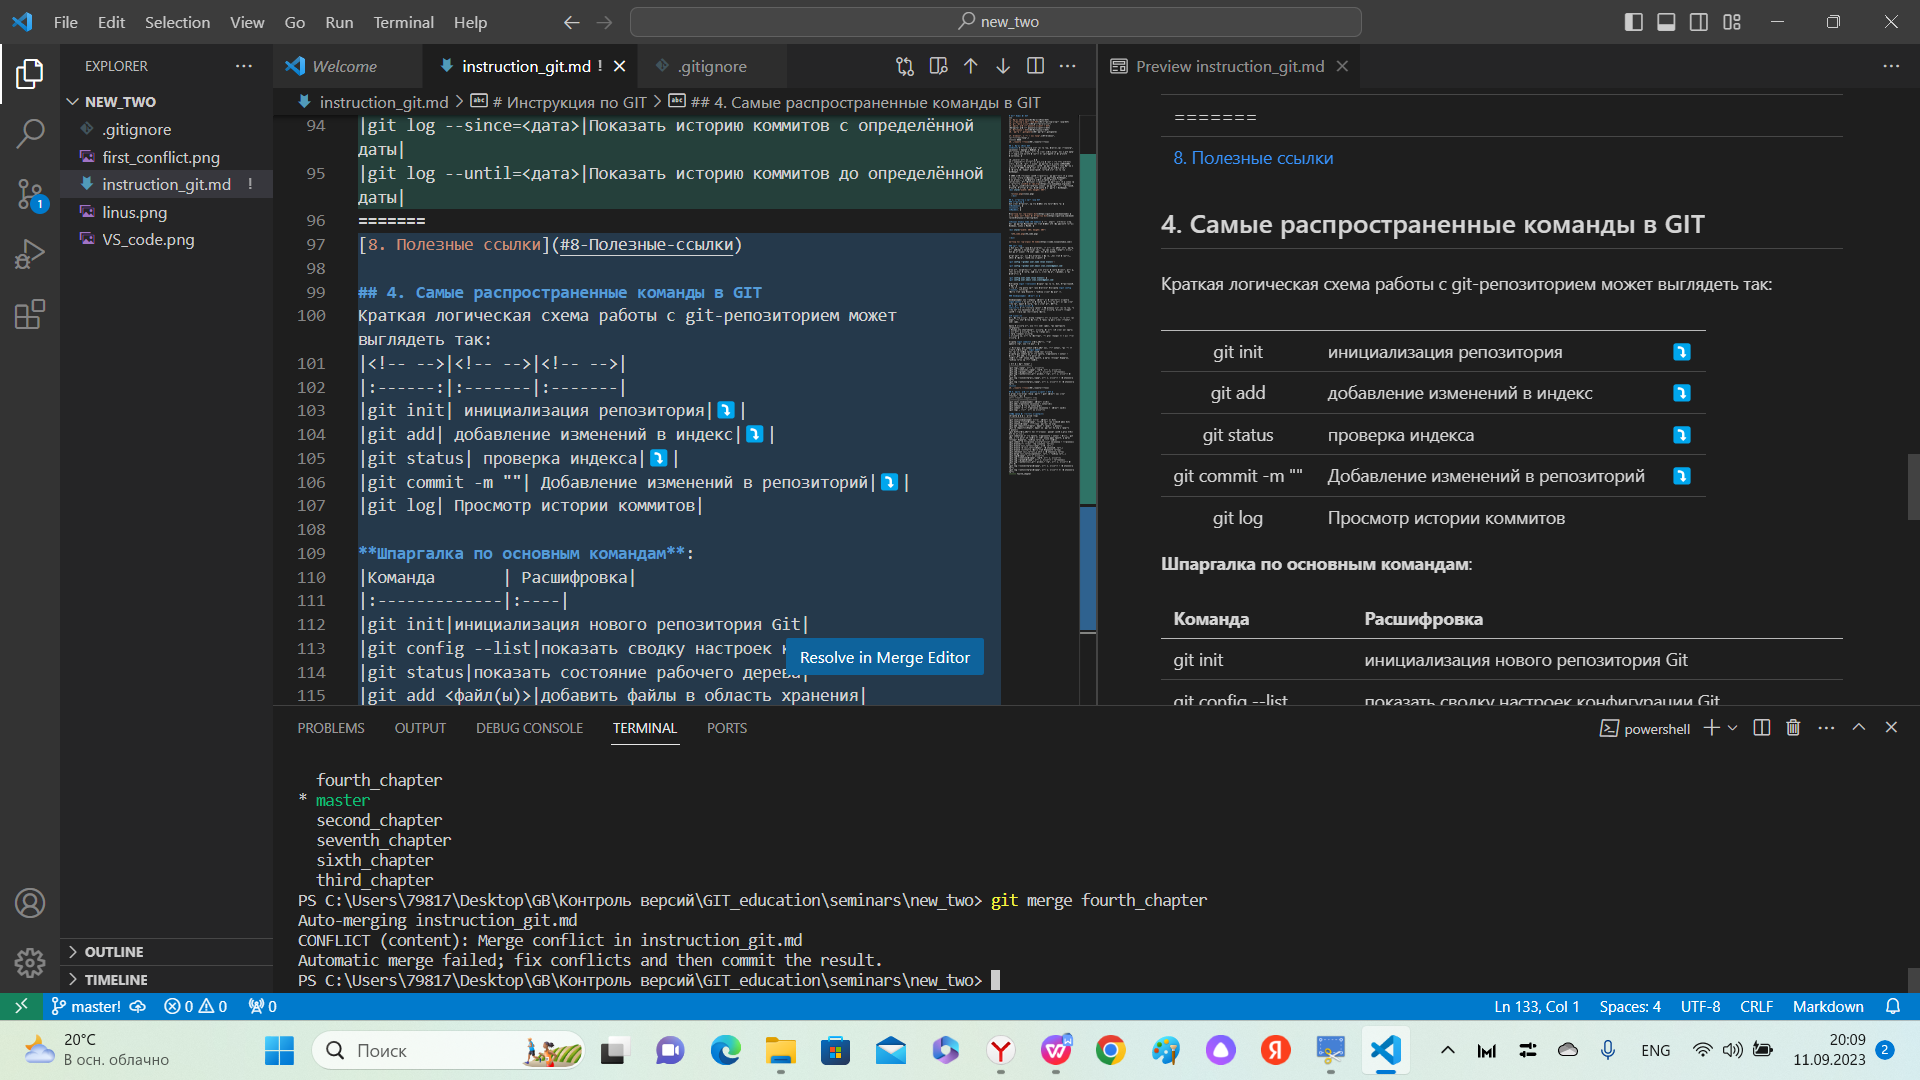 File Edit Selection View Go Run Terminal Help
new_two
EXPLORER
NEW_TWO
.gitignore
first_conflict.png
instruction_git.md !
linus.png
VS_code.png
1
OUTLINE
TIMELINE
Welcome
instruction_git.md !
.gitignore
instruction_git.md > # Инструкция по GIT > ## 4. Самые распространенные команды в GIT
94 |git log --since=<дата>|Показать историю коммитов с определённой
даты|
95 |git log --until=<дата>|Показать историю коммитов до определённой
даты|
96 =======
97 [8. Полезные ссылки](#8-Полезные-ссылки)
98
99 ## 4. Самые распространенные команды в GIT
100 Краткая логическая схема работы с git-репозиторием может
выглядеть так:
101 |<!-- -->|<!-- -->|<!-- -->|
102 |:------:|:-------|:-------|
103 |git init| инициализация репозитория|⤵️|
104 |git add| добавление изменений в индекс|⤵️|
105 |git status| проверка индекса|⤵️|
106 |git commit -m ""| Добавление изменений в репозиторий|⤵️|
107 |git log| Просмотр истории коммитов|
108
109 **Шпаргалка по основным командам**:
110 |Команда | Расшифровка|
111 |:-------------|:----|
112 |git init|инициализация нового репозитория Git|
113 |git config --list|показать сводку настроек
114 |git status|показать состояние рабочего дерева|
115 |git add <файл(ы)>|добавить файлы в область хранения|
Resolve in Merge Editor
Preview instruction_git.md
=======
8. Полезные ссылки
4. Самые распространенные команды в GIT
Краткая логическая схема работы с git-репозиторием может выглядеть так:
git init инициализация репозитория ⤵️
git add добавление изменений в индекс ⤵️
git status проверка индекса ⤵️
git commit -m "" Добавление изменений в репозиторий ⤵️
git log Просмотр истории коммитов
Шпаргалка по основным командам:
Команда Расшифровка
git init инициализация нового репозитория Git
git config --list показать сводку настроек конфигурации Git
PROBLEMS OUTPUT DEBUG CONSOLE TERMINAL PORTS
powershell
fourth_chapter
* master
second_chapter
seventh_chapter
sixth_chapter
third_chapter
PS C:\Users\79817\Desktop\GB\Контроль версий\GIT_education\seminars\new_two> git merge fourth_chapter
Auto-merging instruction_git.md
CONFLICT (content): Merge conflict in instruction_git.md
Automatic merge failed; fix conflicts and then commit the result.
PS C:\Users\79817\Desktop\GB\Контроль версий\GIT_education\seminars\new_two>
master! 0 0 0
Ln 133, Col 1 Spaces: 4 UTF-8 CRLF Markdown
20°C
В осн. облачно
Поиск
ENG
20:09
11.09.2023
2